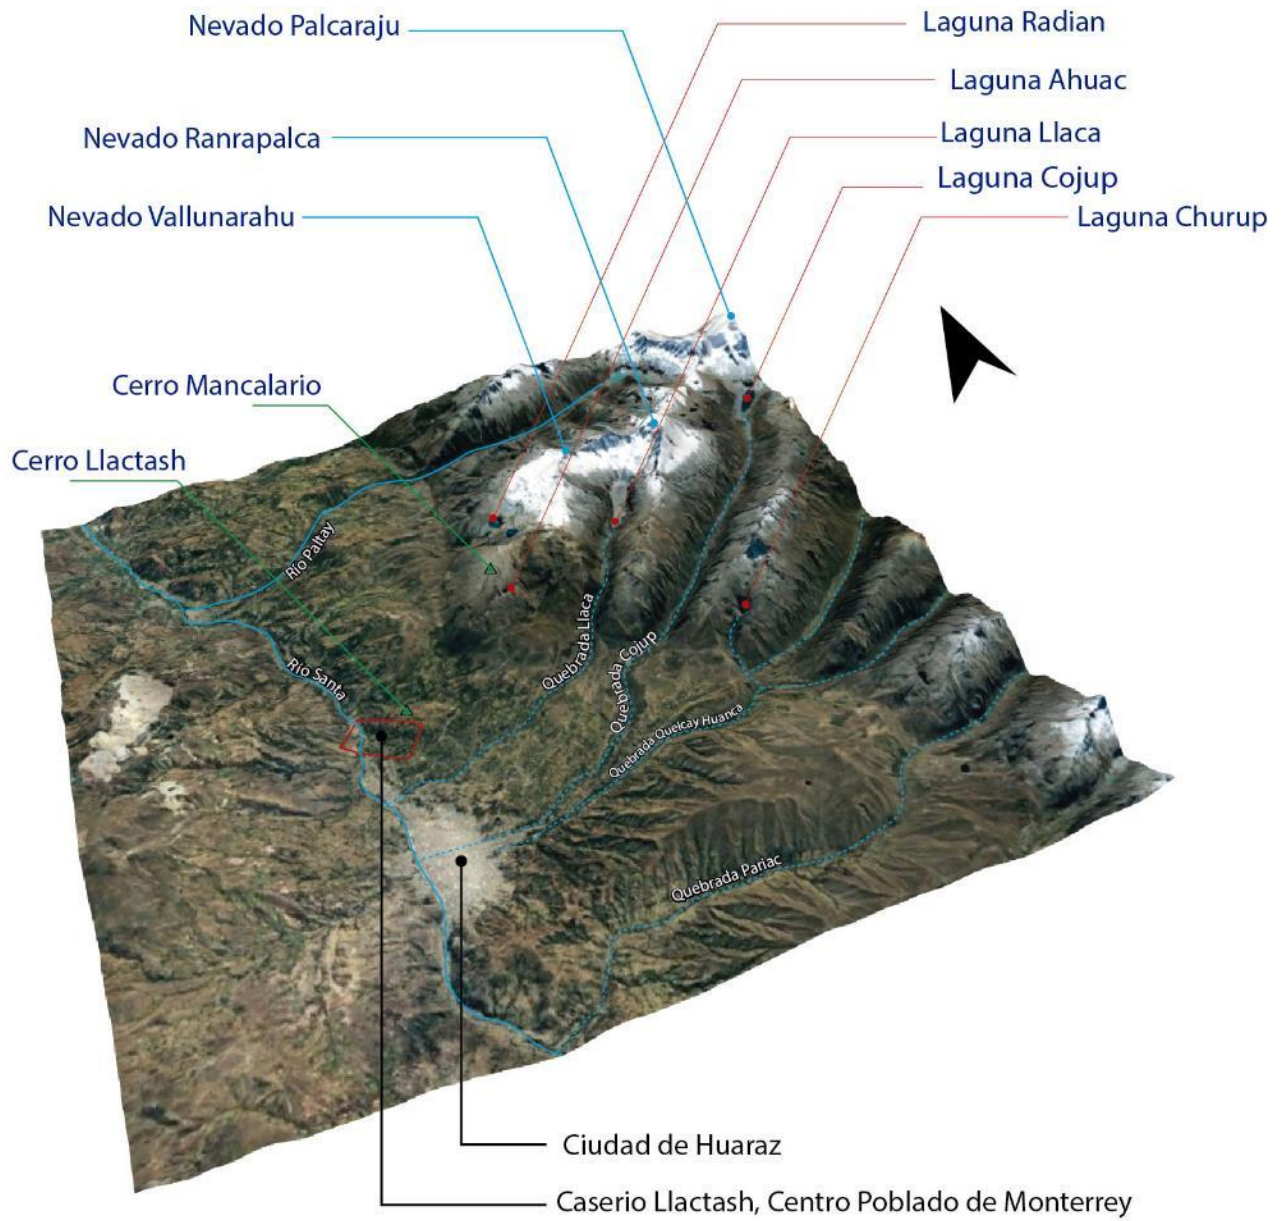 Nevado Palcaraju
Laguna Radian
Laguna Ahuac
Nevado Ranrapalca
Laguna Llaca
Laguna Cojup
Nevado Vallunarahu
Laguna Churup
Cerro Mancalario
Cerro Llactash
Río Paltay
Río Santa
Quebrada Llaca
Quebrada Cojup
Quebrada Quelcay Huanca
Quebrada Pariac
Ciudad de Huaraz
Caserio Llactash, Centro Poblado de Monterrey